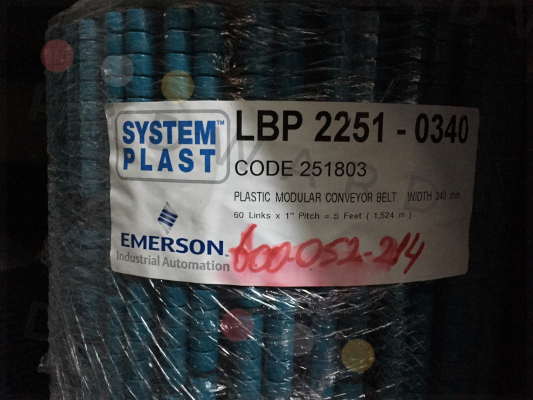 SYSTEM™
PLAST
LBP 2251 - 0340
CODE 251803
PLASTIC MODULAR CONVEYOR BELT WIDTH 340 mm
60 Links x 1" Pitch = 5 Feet ( 1,524 m )
EMERSON
Industrial Automation
600-052-214